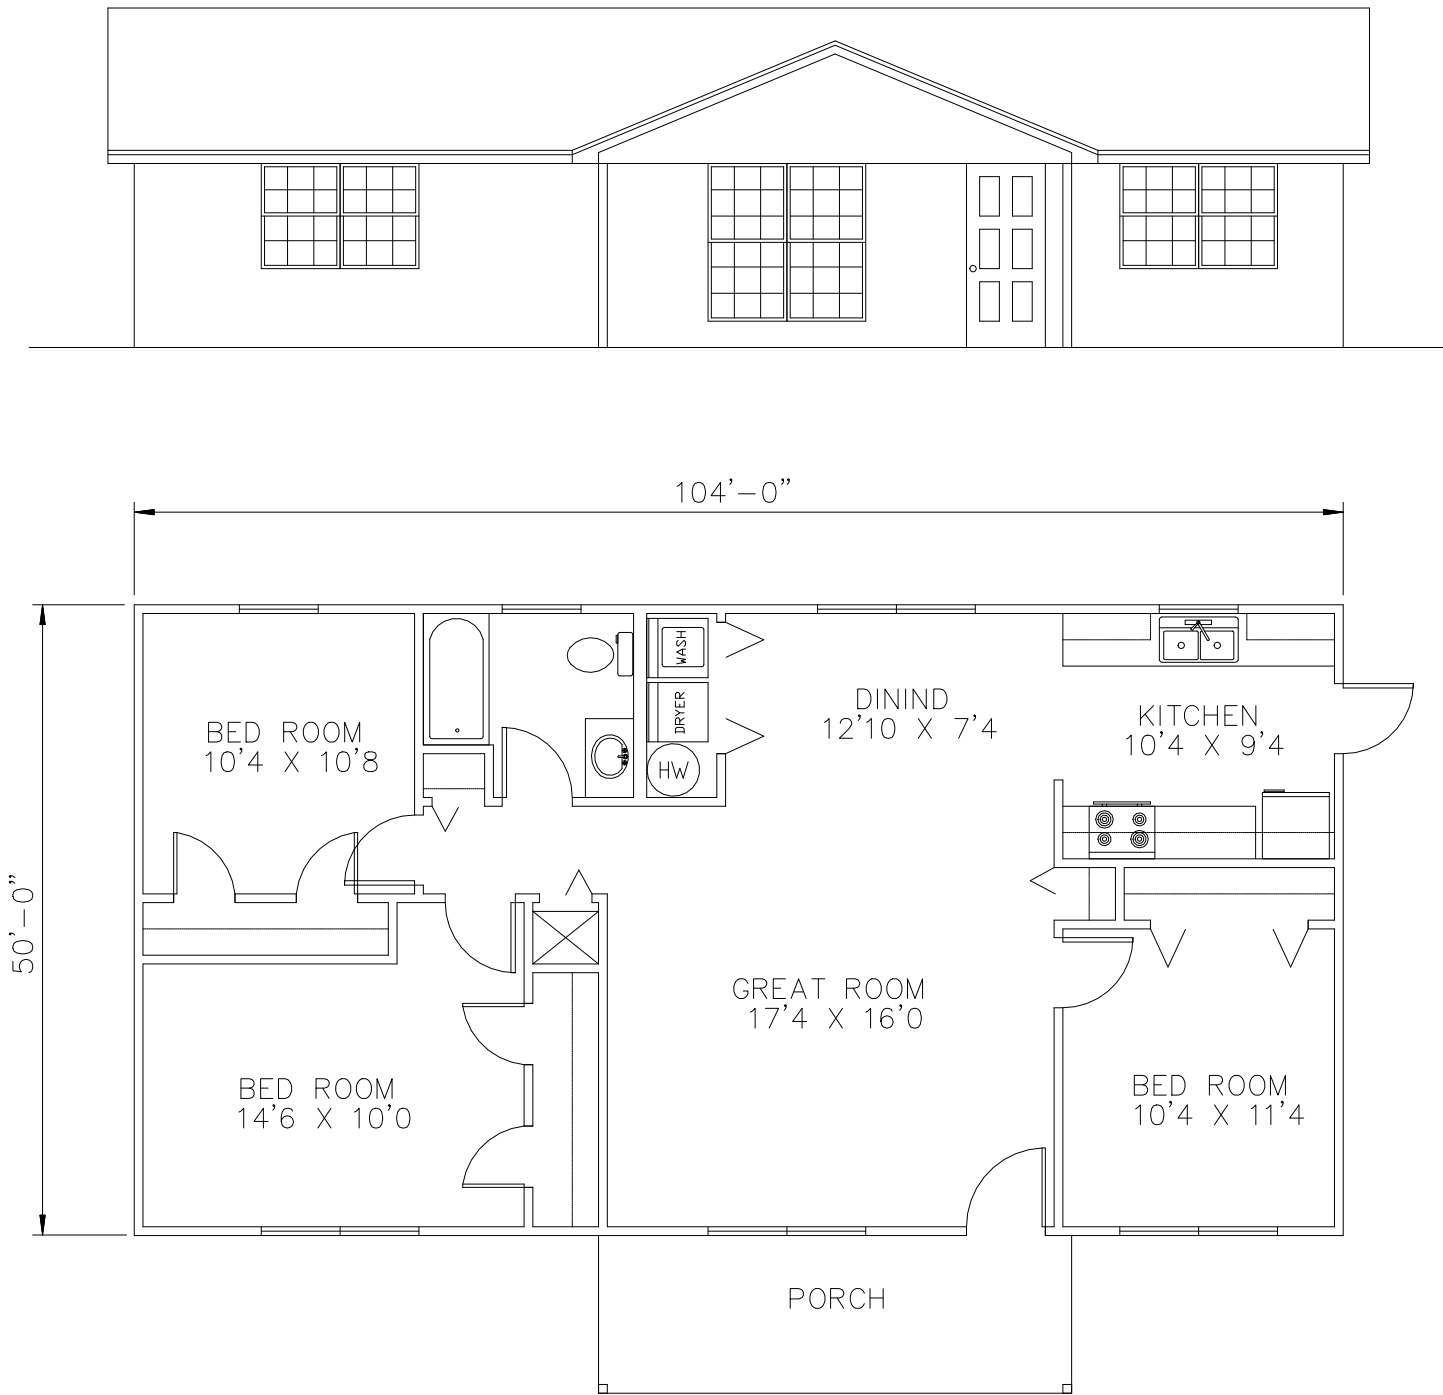 104'-0"
50'-0"
BED ROOM
10'4 X 10'8
WASH
DRYER
HW
DININD
12'10 X 7'4
KITCHEN
10'4 X 9'4
GREAT ROOM
17'4 X 16'0
BED ROOM
14'6 X 10'0
BED ROOM
10'4 X 11'4
PORCH